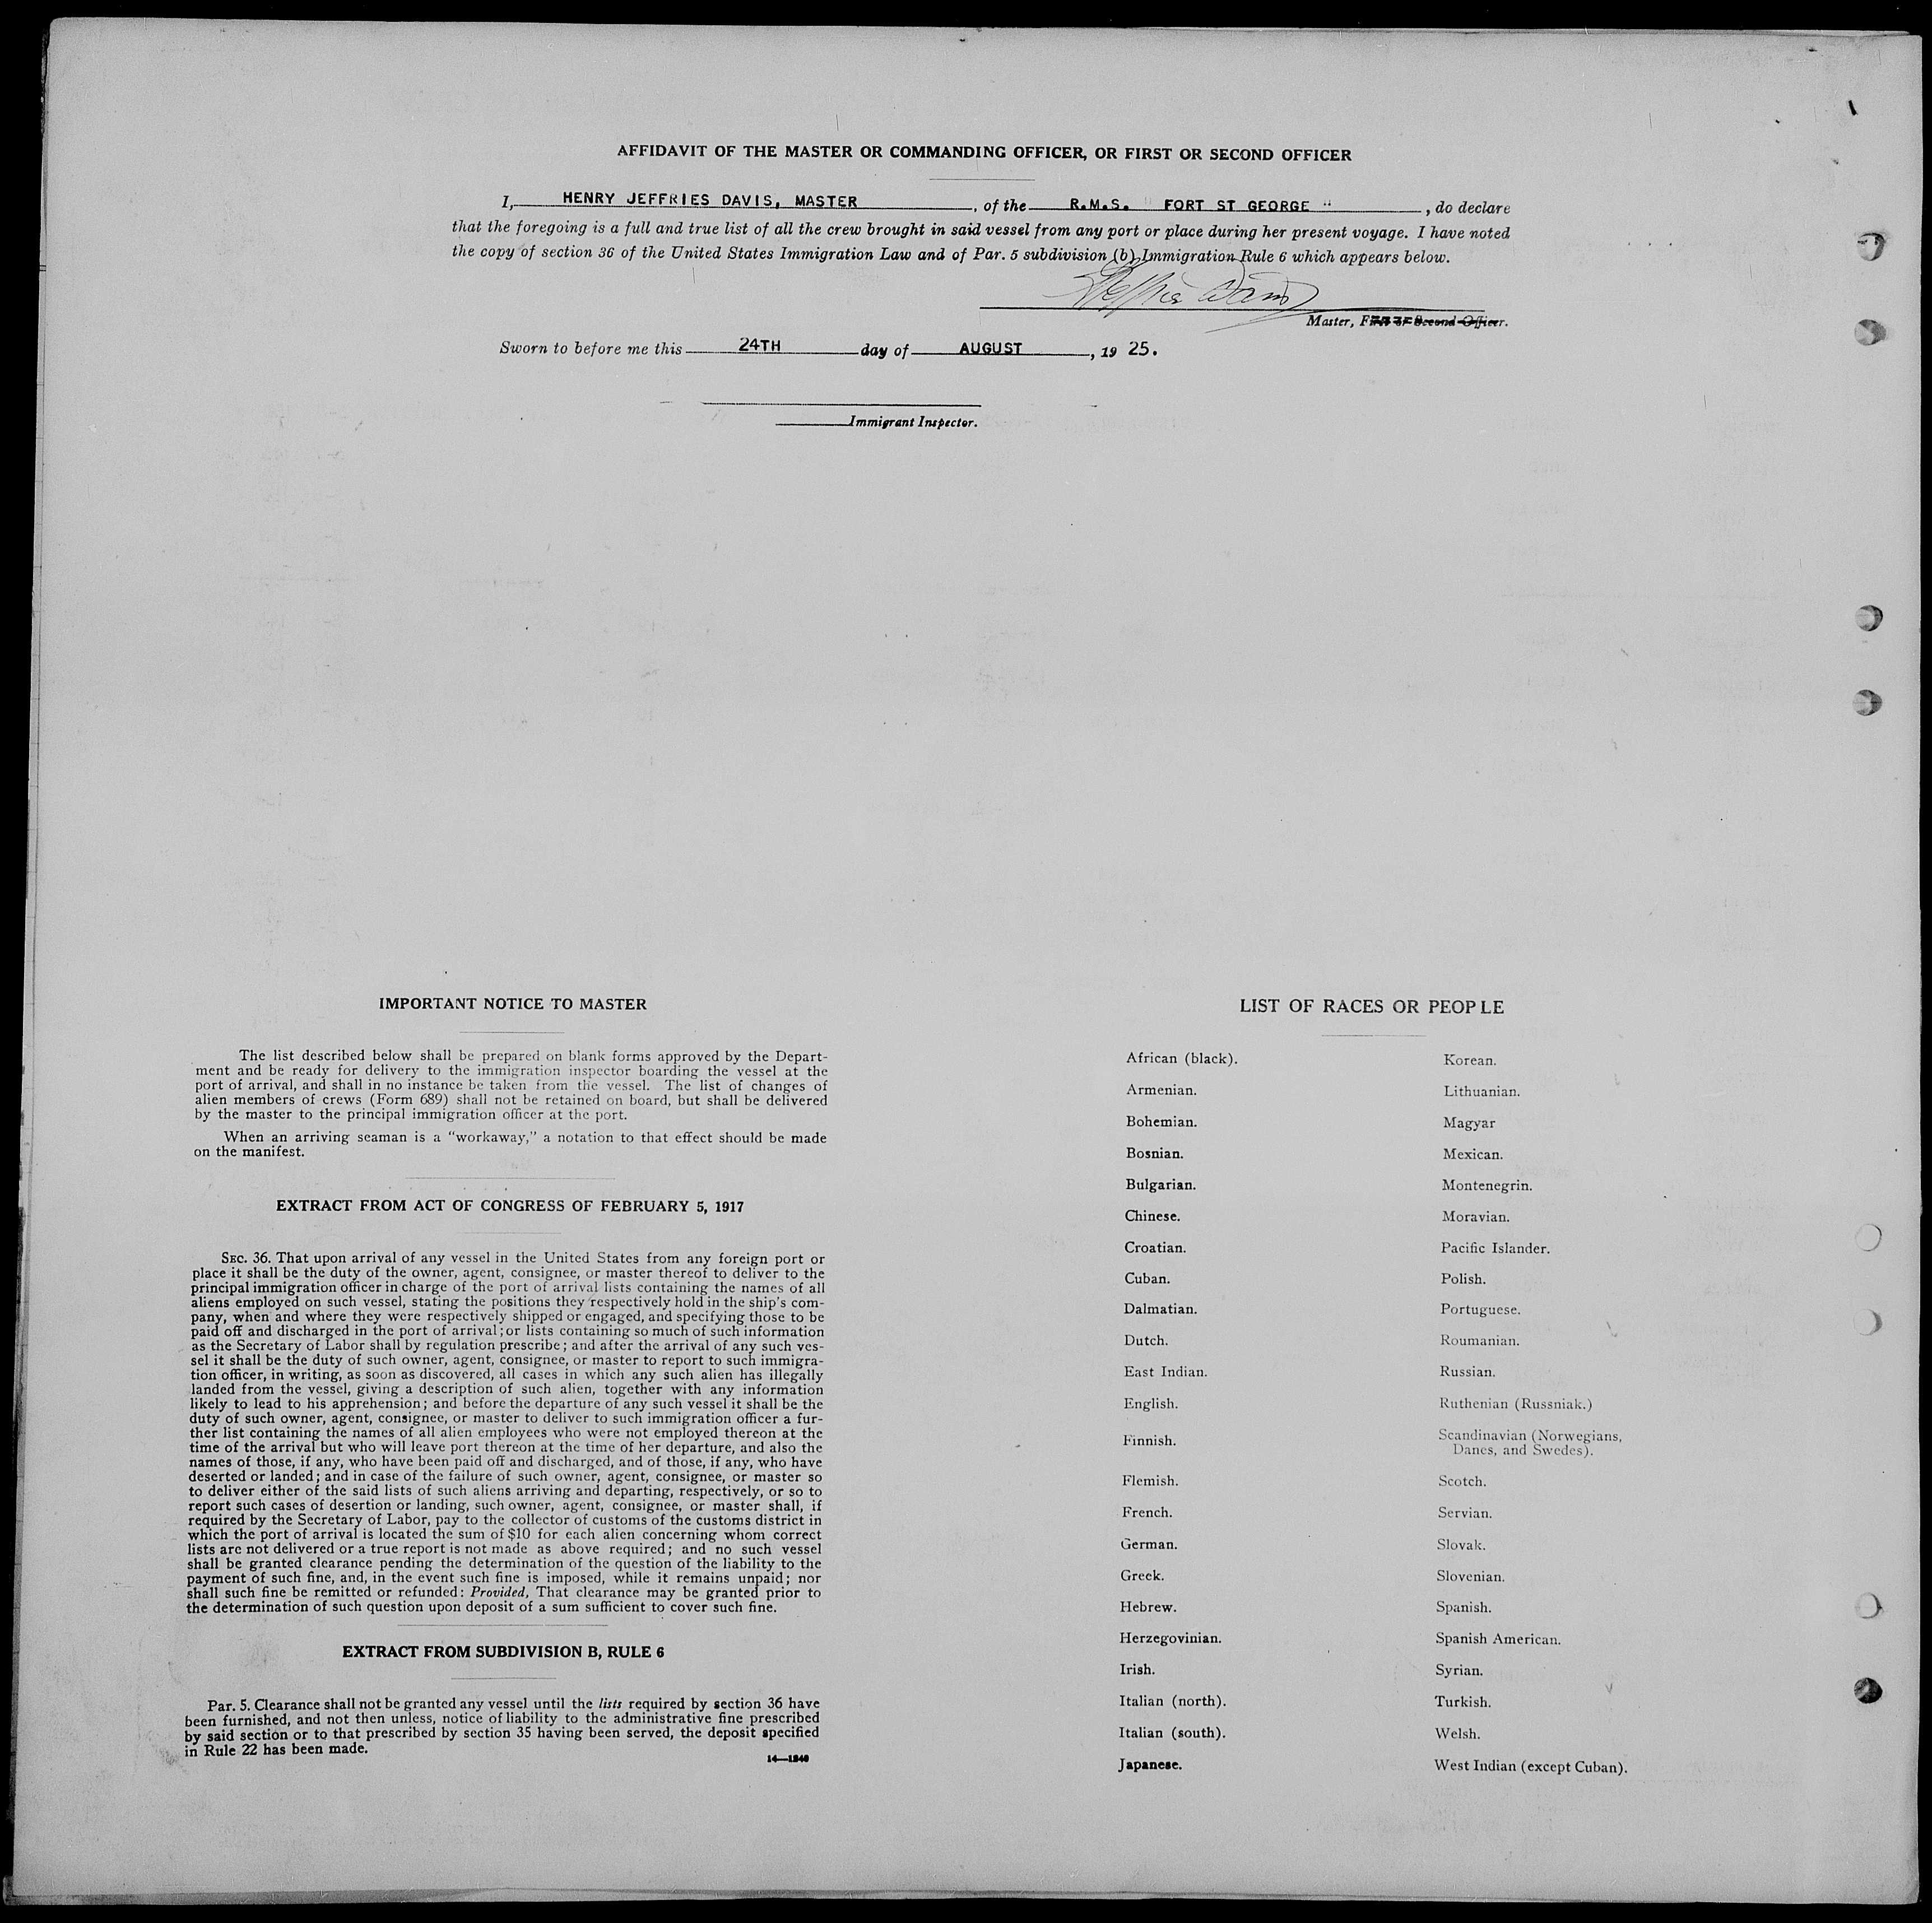 AFFIDAVIT OF THE MASTER OR COMMANDING OFFICER, OR FIRST OR SECOND OFFICER
I, HENRY JEFFRIES DAVIS, MASTER, of the R.M.S. " FORT ST GEORGE ", do declare
that the foregoing is a full and true list of all the crew brought in said vessel from any port or place during her present voyage. I have noted
the copy of section 36 of the United States Immigration Law and of Par. 5 subdivision (b) Immigration Rule 6 which appears below.
Jeffries Davis
Master, First or Second Officer.
Sworn to before me this 24TH day of AUGUST, 19 25.
Immigrant Inspector.
IMPORTANT NOTICE TO MASTER
The list described below shall be prepared on blank forms approved by the Depart-
ment and be ready for delivery to the immigration inspector boarding the vessel at the
port of arrival, and shall in no instance be taken from the vessel. The list of changes of
alien members of crews (Form 689) shall not be retained on board, but shall be delivered
by the master to the principal immigration officer at the port.
When an arriving seaman is a "workaway," a notation to that effect should be made
on the manifest.
EXTRACT FROM ACT OF CONGRESS OF FEBRUARY 5, 1917
SEC. 36. That upon arrival of any vessel in the United States from any foreign port or
place it shall be the duty of the owner, agent, consignee, or master thereof to deliver to the
principal immigration officer in charge of the port of arrival lists containing the names of all
aliens employed on such vessel, stating the positions they respectively hold in the ship's com-
pany, when and where they were respectively shipped or engaged, and specifying those to be
paid off and discharged in the port of arrival; or lists containing so much of such information
as the Secretary of Labor shall by regulation prescribe; and after the arrival of any such ves-
sel it shall be the duty of such owner, agent, consignee, or master to report to such immigra-
tion officer, in writing, as soon as discovered, all cases in which any such alien has illegally
landed from the vessel, giving a description of such alien, together with any information
likely to lead to his apprehension; and before the departure of any such vessel it shall be the
duty of such owner, agent, consignee, or master to deliver to such immigration officer a fur-
ther list containing the names of all alien employees who were not employed thereon at the
time of the arrival but who will leave port thereon at the time of her departure, and also the
names of those, if any, who have been paid off and discharged, and of those, if any, who have
deserted or landed; and in case of the failure of such owner, agent, consignee, or master so
to deliver either of the said lists of such aliens arriving and departing, respectively, or so to
report such cases of desertion or landing, such owner, agent, consignee, or master shall, if
required by the Secretary of Labor, pay to the collector of customs of the customs district in
which the port of arrival is located the sum of $10 for each alien concerning whom correct
lists are not delivered or a true report is not made as above required; and no such vessel
shall be granted clearance pending the determination of the question of the liability to the
payment of such fine, and, in the event such fine is imposed, while it remains unpaid; nor
shall such fine be remitted or refunded: Provided, That clearance may be granted prior to
the determination of such question upon deposit of a sum sufficient to cover such fine.
EXTRACT FROM SUBDIVISION B, RULE 6
Par. 5. Clearance shall not be granted any vessel until the lists required by section 36 have
been furnished, and not then unless, notice of liability to the administrative fine prescribed
by said section or to that prescribed by section 35 having been served, the deposit specified
in Rule 22 has been made.
14—1240
LIST OF RACES OR PEOPLE
African (black).
Armenian.
Bohemian.
Bosnian.
Bulgarian.
Chinese.
Croatian.
Cuban.
Dalmatian.
Dutch.
East Indian.
English.
Finnish.
Flemish.
French.
German.
Greek.
Hebrew.
Herzegovinian.
Irish.
Italian (north).
Italian (south).
Japanese.
Korean.
Lithuanian.
Magyar
Mexican.
Montenegrin.
Moravian.
Pacific Islander.
Polish.
Portuguese.
Roumanian.
Russian.
Ruthenian (Russniak.)
Scandinavian (Norwegians,
Danes, and Swedes).
Scotch.
Servian.
Slovak.
Slovenian.
Spanish.
Spanish American.
Syrian.
Turkish.
Welsh.
West Indian (except Cuban).